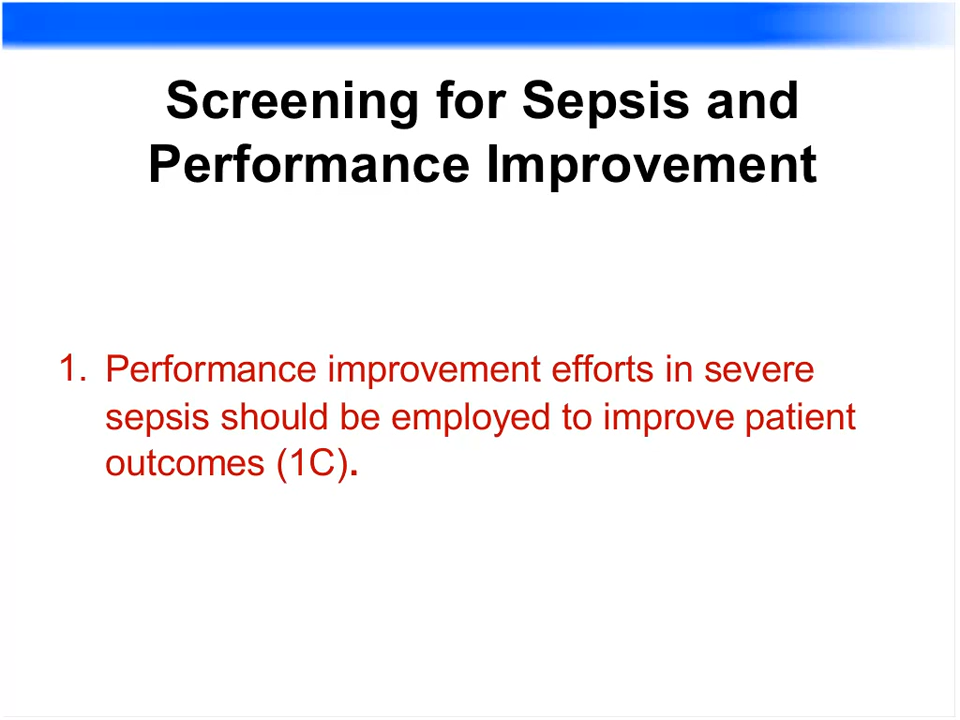 Screening for Sepsis and
Performance Improvement
1. Performance improvement efforts in severe
sepsis should be employed to improve patient
outcomes (1C).